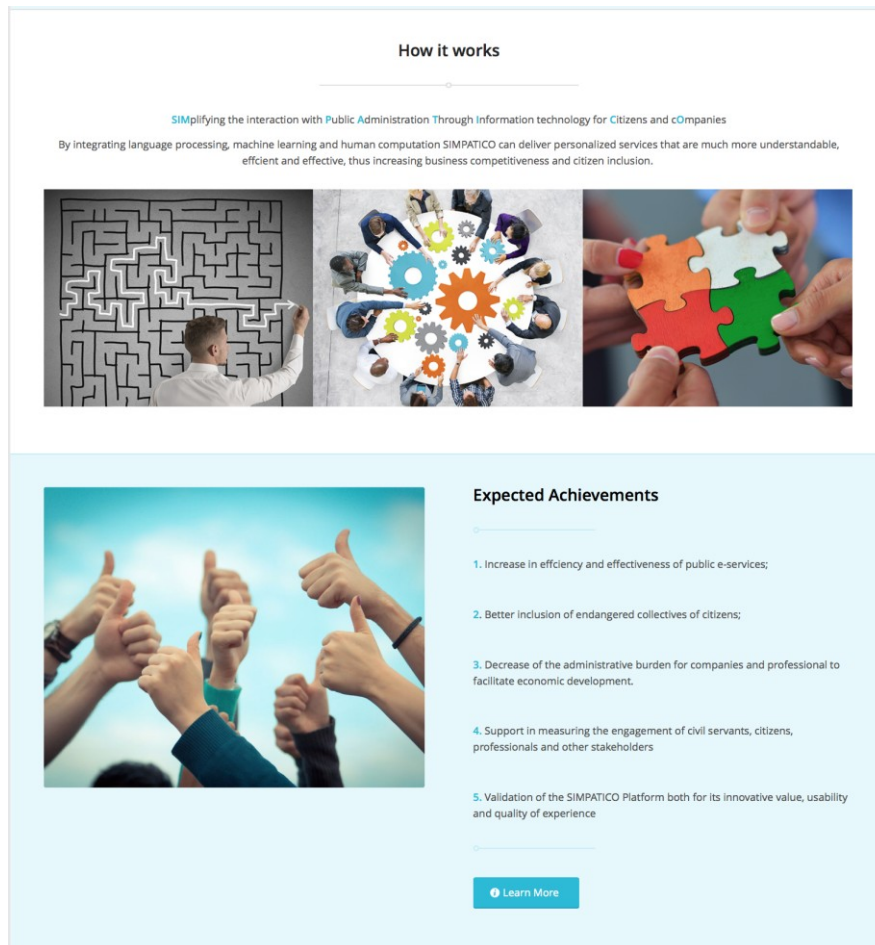 How it works
SIMplifying the interaction with Public Administration Through Information technology for Citizens and cOmpanies
By integrating language processing, machine learning and human computation SIMPATICO can deliver personalized services that are much more understandable,
effcient and effective, thus increasing business competitiveness and citizen inclusion.
Expected Achievements
1. Increase in effciency and effectiveness of public e-services;
2. Better inclusion of endangered collectives of citizens;
3. Decrease of the administrative burden for companies and professional to
facilitate economic development.
4. Support in measuring the engagement of civil servants, citizens,
professionals and other stakeholders
5. Validation of the SIMPATICO Platform both for its innovative value, usability
and quality of experience
Learn More